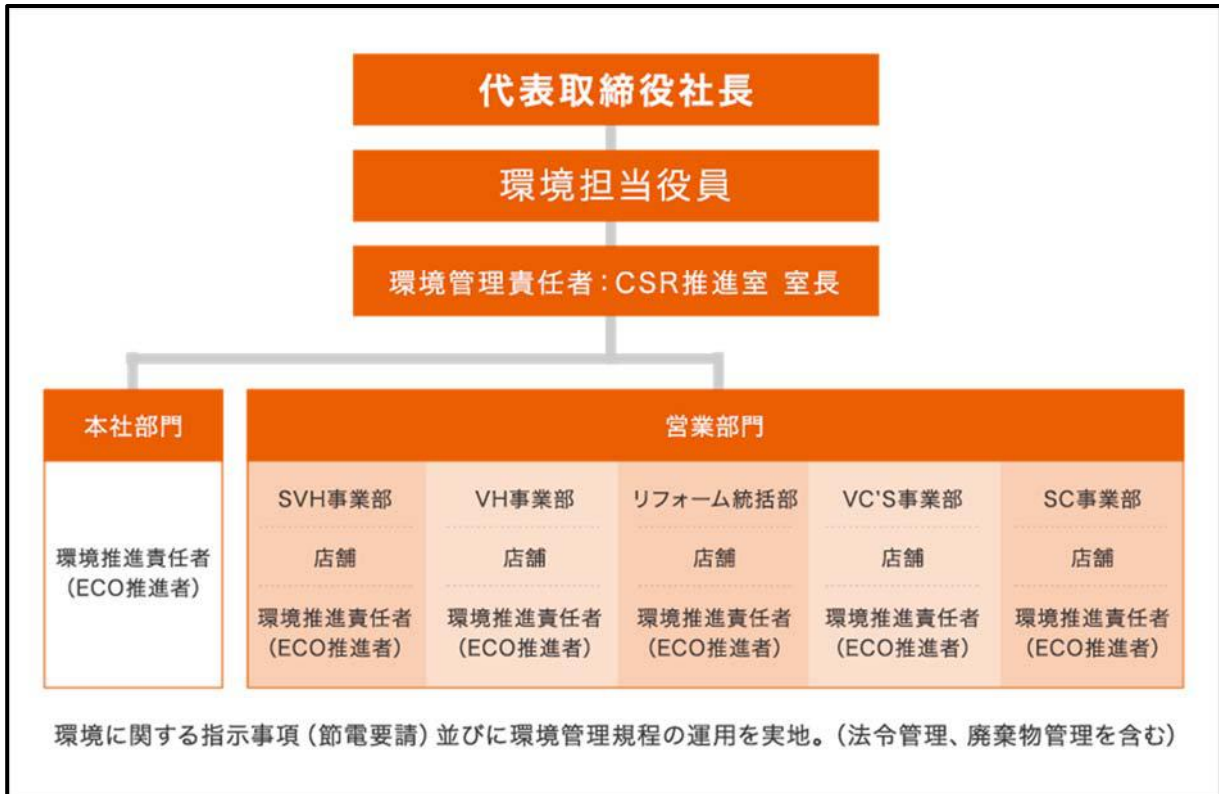 代表取締役社長
環境担当役員
環境管理責任者：CSR推進室 室長
本社部門
環境推進責任者
（ECO推進者）
営業部門
SVH事業部
店舗
環境推進責任者
（ECO推進者）
VH事業部
店舗
環境推進責任者
（ECO推進者）
リフォーム統括部
店舗
環境推進責任者
（ECO推進者）
VC'S事業部
店舗
環境推進責任者
（ECO推進者）
SC事業部
店舗
環境推進責任者
（ECO推進者）
環境に関する指示事項（節電要請）並びに環境管理規程の運用を実地。（法令管理、廃棄物管理を含む）